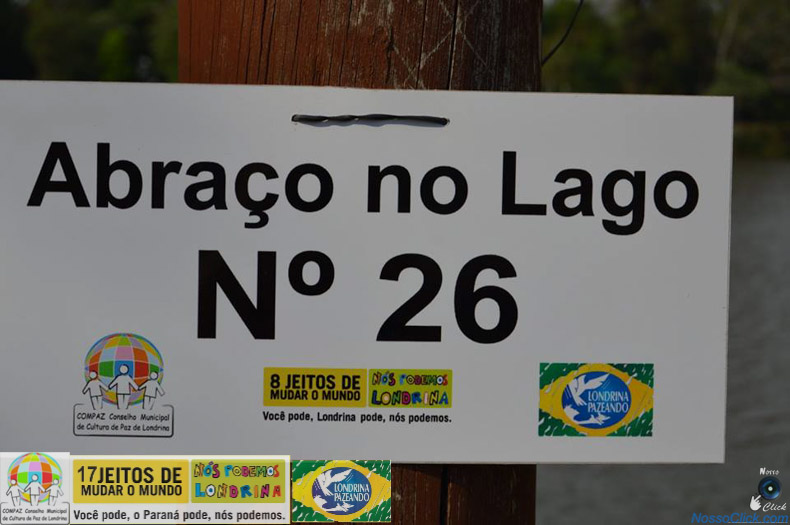 Abraço no Lago
Nº 26
COMPAZ Conselho Municipal
de Cultura de Paz de Londrina
8 JEITOS DE
MUDAR O MUNDO
NÓS PODEMOS
LONDRINA
Você pode, Londrina pode, nós podemos.
LONDRINA
PAZEANDO
COMPAZ Conselho Municipal
de Cultura de Paz de Londrina
17 JEITOS DE
MUDAR O MUNDO
NÓS PODEMOS
LONDRINA
Você pode, o Paraná pode, nós podemos.
LONDRINA
PAZEANDO
Nosso
Click
NossoClick.com